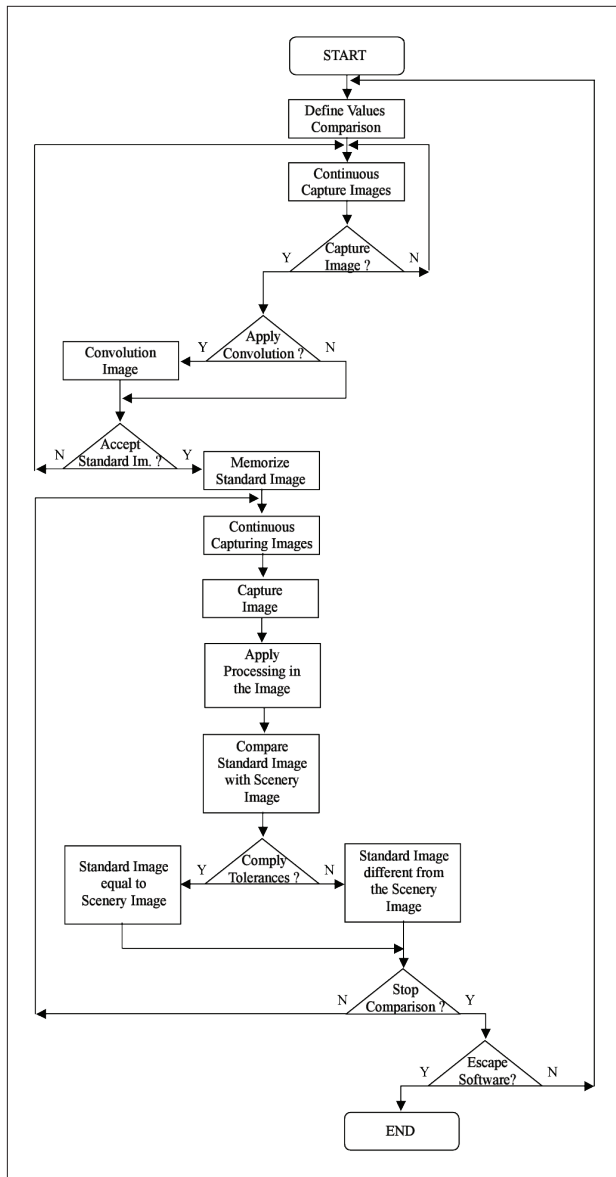 START
Define Values
Comparison
Continuous
Capture Images
Y
Capture
Image ?
N
Y
Apply
Convolution ?
N
Convolution
Image
N
Accept
Standard Im. ?
Y
Memorize
Standard Image
Continuous
Capturing Images
Capture
Image
Apply
Processing in
the Image
Compare
Standard Image
with Scenery
Image
Y
Comply
Tolerances ?
N
Standard Image
equal to
Scenery Image
Standard Image
different from
the Scenery
Image
N
Stop
Comparison ?
Y
Y
Escape
Software?
N
END